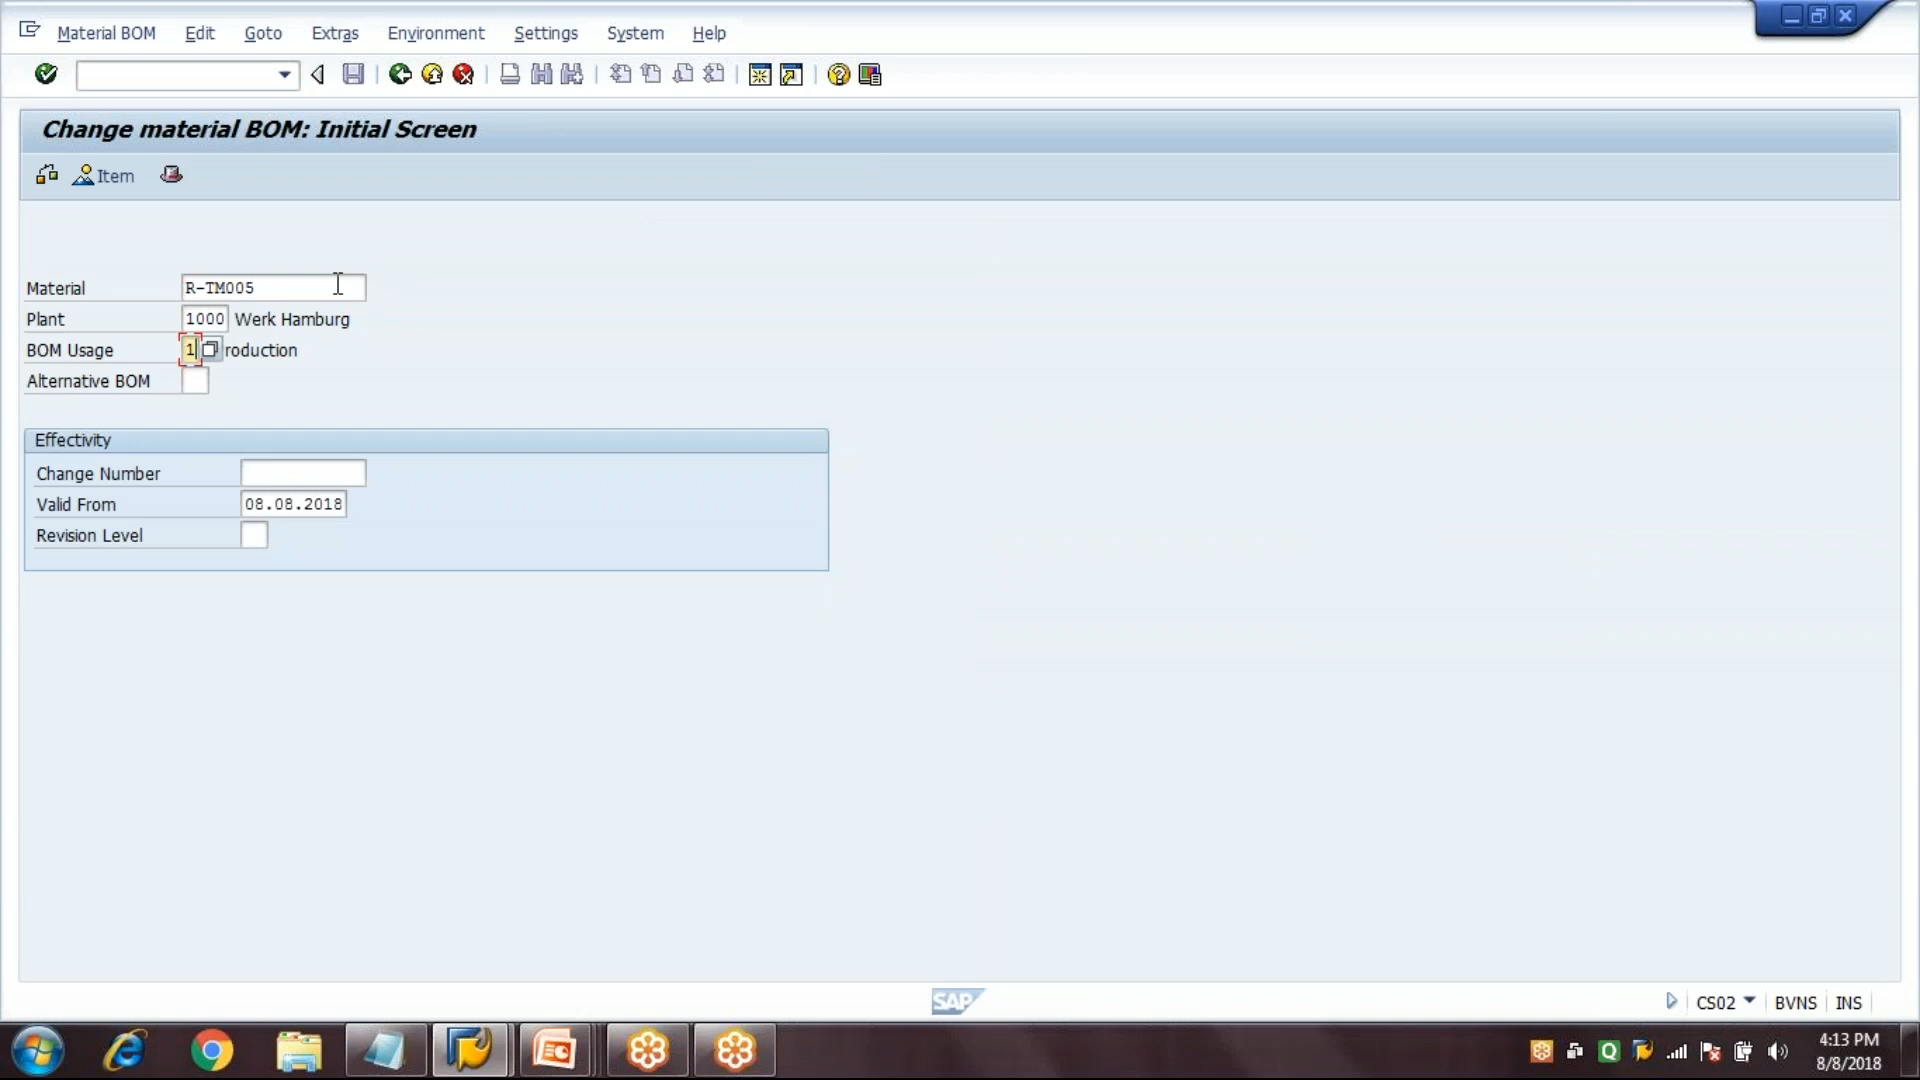 Material BOM Edit Goto Extras Environment Settings System Help
Change material BOM: Initial Screen
Item
Material R-TM005
Plant 1000 Werk Hamburg
BOM Usage 1 roduction
Alternative BOM
Effectivity
Change Number
Valid From 08.08.2018
Revision Level
SAP
CS02 BVNS INS
Q
4:13 PM
8/8/2018